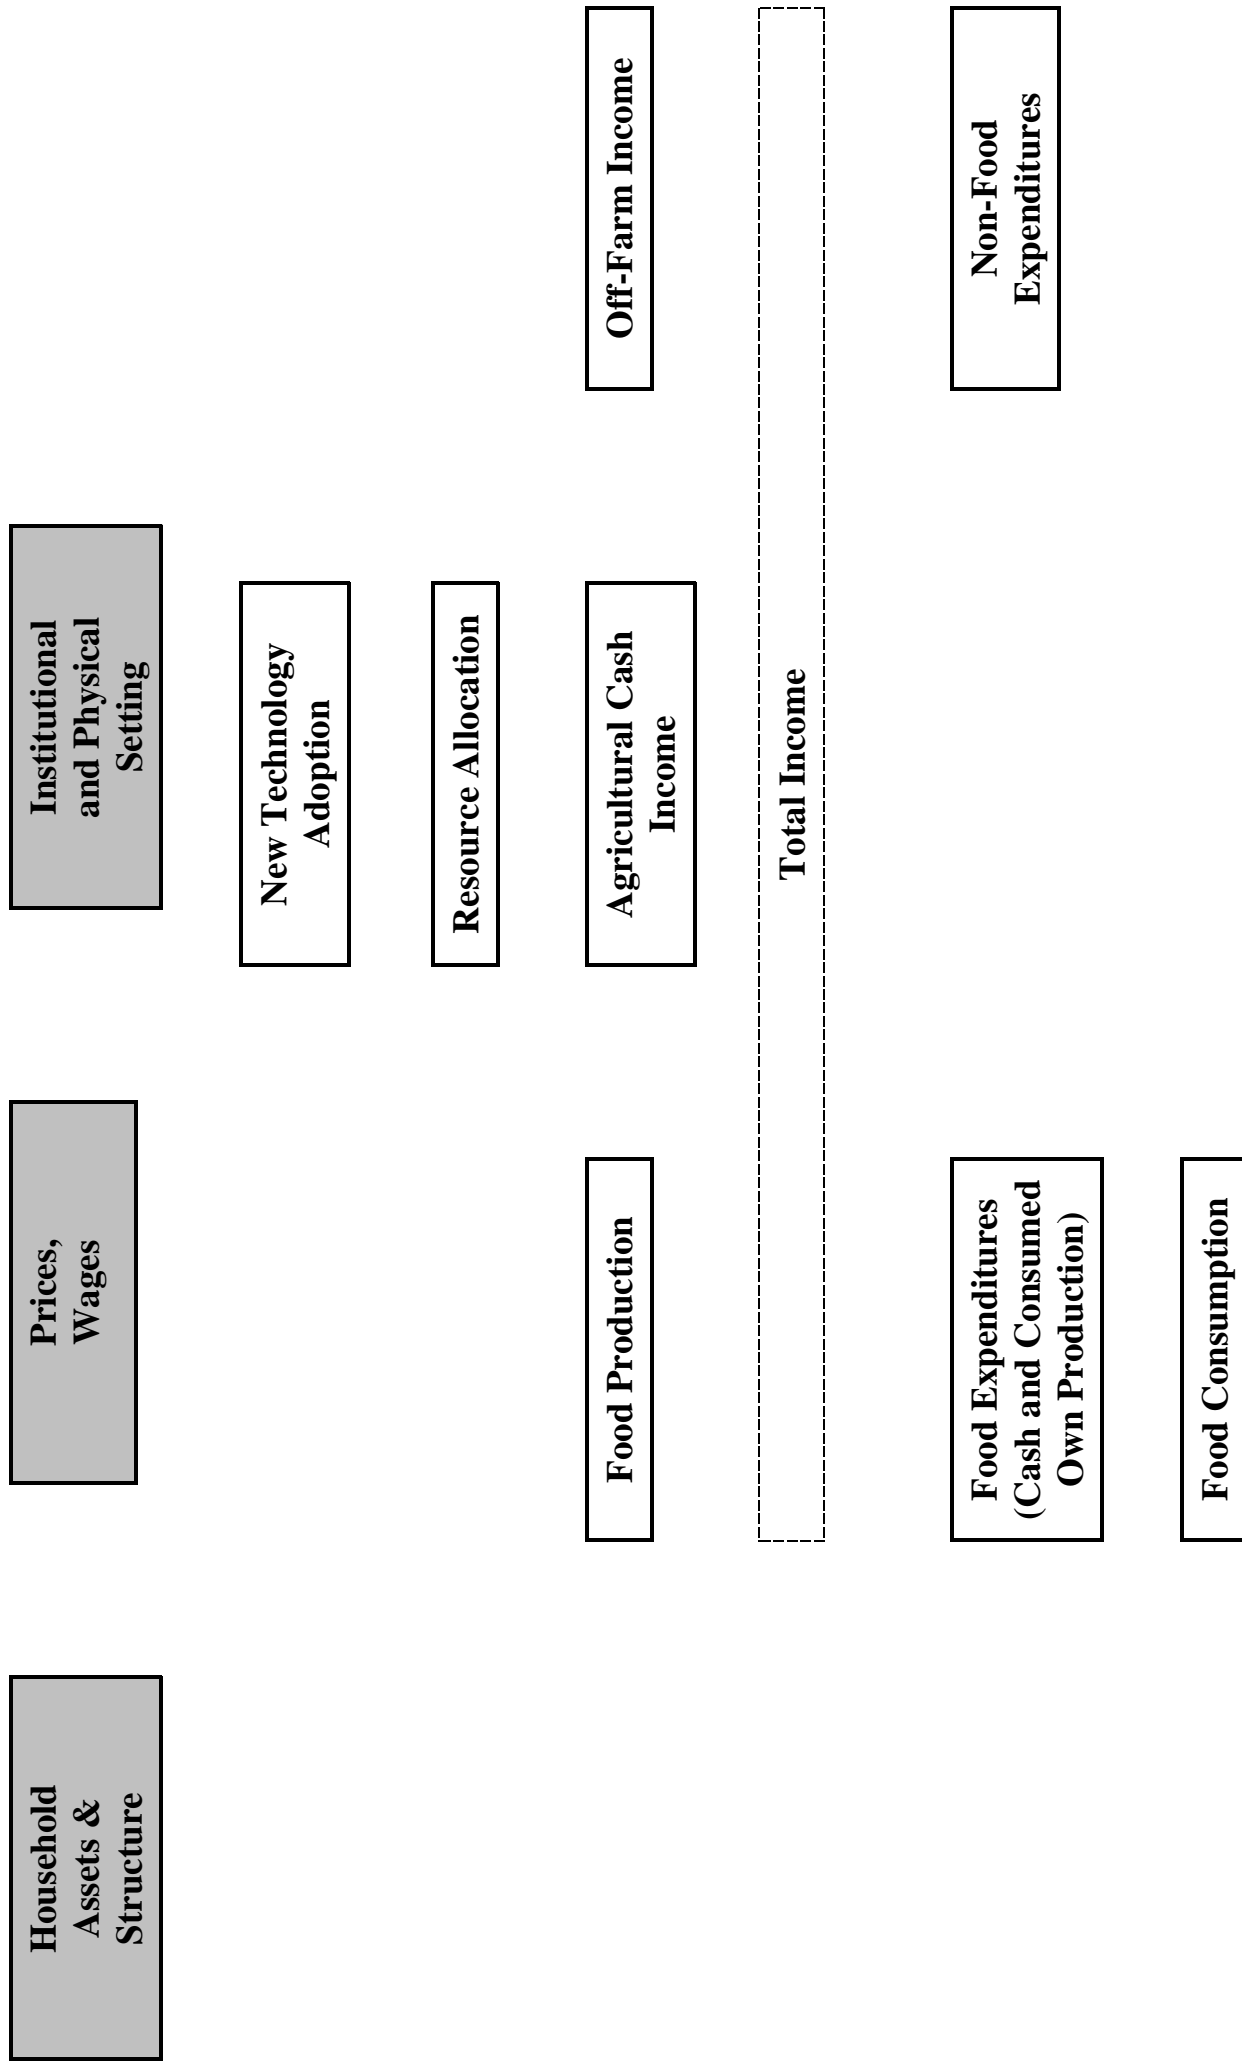 Household
Assets &
Structure
Prices,
Wages
Institutional
and Physical
Setting
New Technology
Adoption
Resource Allocation
Food Production
Agricultural Cash
Income
Off-Farm Income
Total Income
Food Expenditures
(Cash and Consumed
Own Production)
Non-Food
Expenditures
Food Consumption